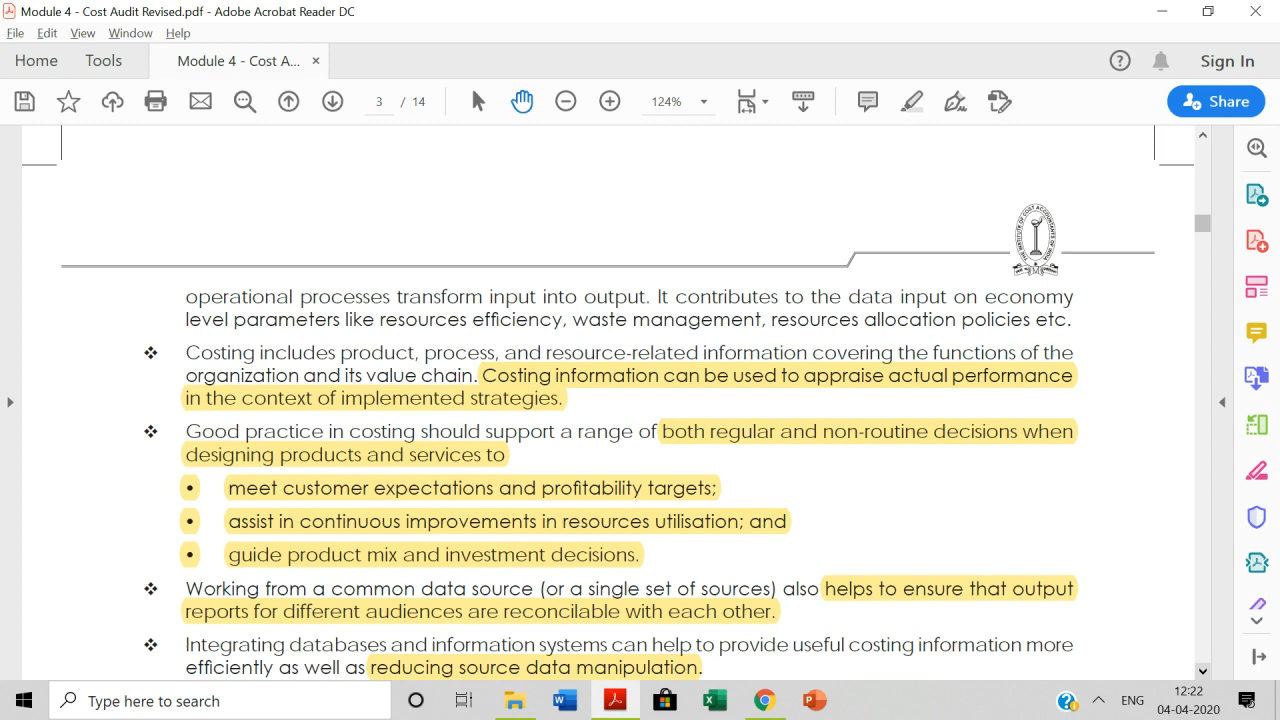 Module 4 - Cost Audit Revised.pdf - Adobe Acrobat Reader DC
File Edit View Window Help
Home Tools Module 4 - Cost A... × Sign In
3 / 14 124% Share
THE INSTITUTE OF COST ACCOUNTANTS OF INDIA
operational processes transform input into output. It contributes to the data input on economy
level parameters like resources efficiency, waste management, resources allocation policies etc.
❖ Costing includes product, process, and resource-related information covering the functions of the
organization and its value chain. Costing information can be used to appraise actual performance
in the context of implemented strategies.
❖ Good practice in costing should support a range of both regular and non-routine decisions when
designing products and services to
• meet customer expectations and profitability targets;
• assist in continuous improvements in resources utilisation; and
• guide product mix and investment decisions.
❖ Working from a common data source (or a single set of sources) also helps to ensure that output
reports for different audiences are reconcilable with each other.
❖ Integrating databases and information systems can help to provide useful costing information more
efficiently as well as reducing source data manipulation.
Type here to search ENG 12:22
04-04-2020